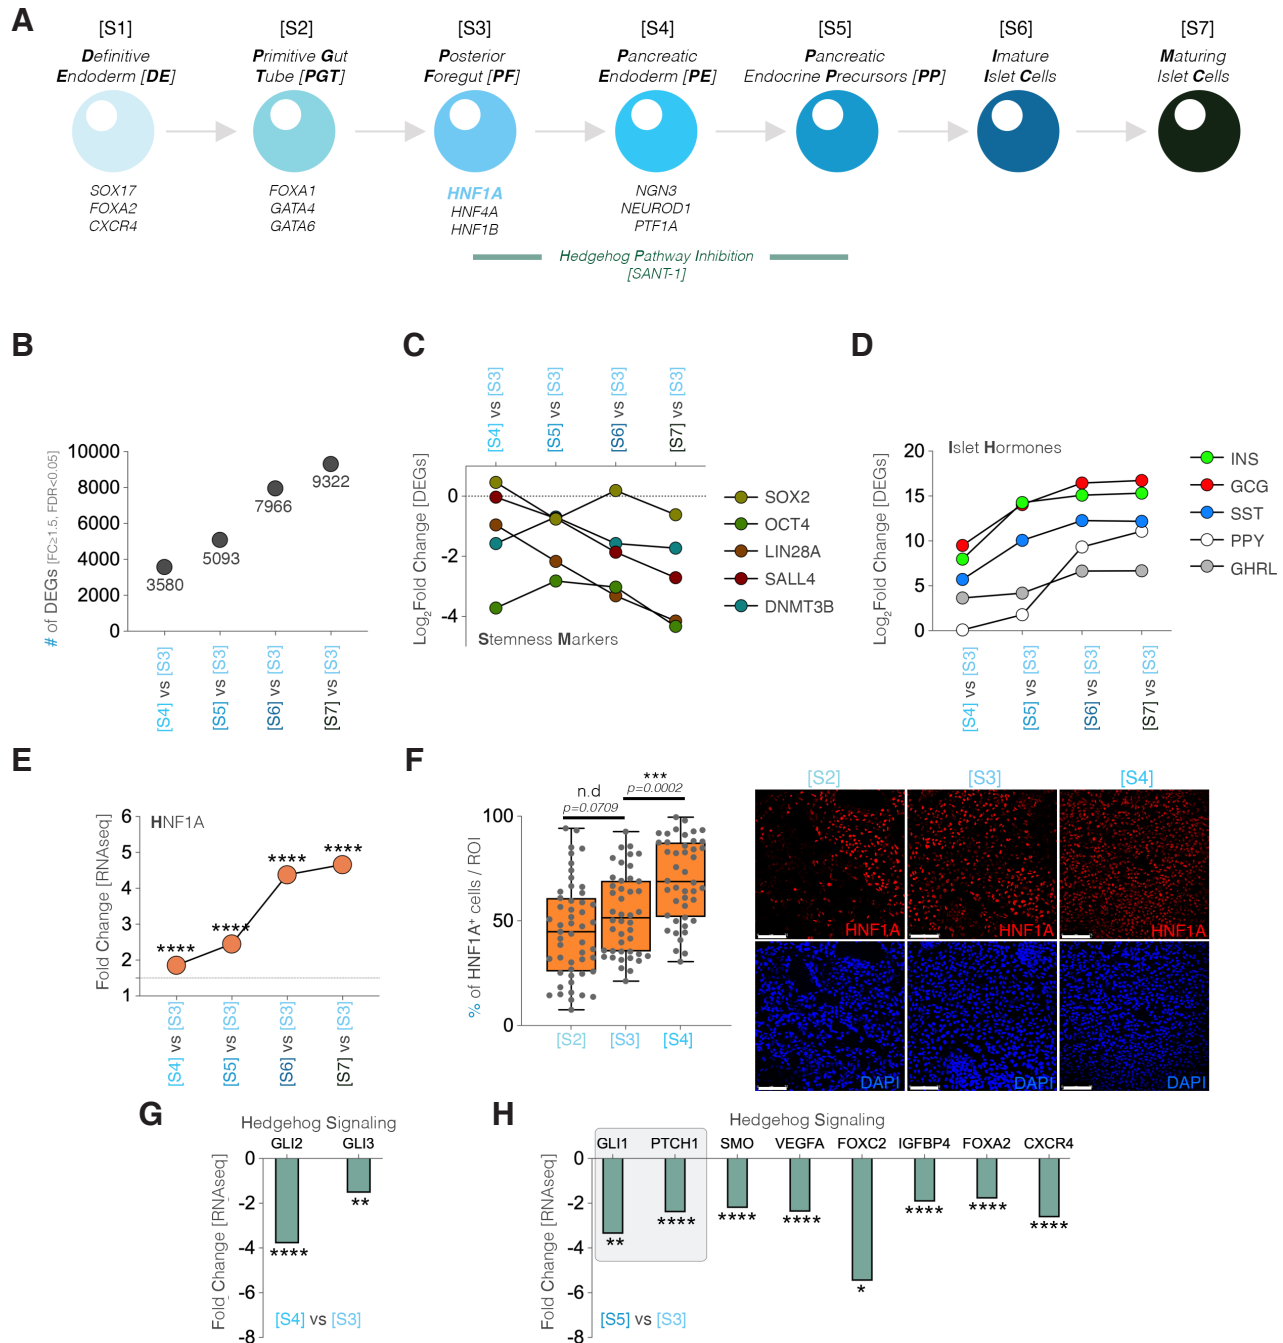 A
[S1] [S2] [S3] [S4] [S5] [S6] [S7]
Definitive Primitive Gut Posterior Pancreatic Pancreatic Imature Maturing
Endoderm [DE] Tube [PGT] Foregut [PF] Endoderm [PE] Endocrine Precursors [PP] Islet Cells Islet Cells
SOX17 FOXA1 HNF1A NGN3
FOXA2 GATA4 HNF4A NEUROD1
CXCR4 GATA6 HNF1B PTF1A
Hedgehog Pathway Inhibition
[SANT-1]
B
# of DEGs [FC≥1.5, FDR<0.05]
10000
8000
6000
4000
2000
0
3580
5093
7966
9322
[S4] vs [S3]
[S5] vs [S3]
[S6] vs [S3]
[S7] vs [S3]
C
[S4] vs [S3]
[S5] vs [S3]
[S6] vs [S3]
[S7] vs [S3]
Log2Fold Change [DEGs]
0
-2
-4
Stemness Markers
SOX2
OCT4
LIN28A
SALL4
DNMT3B
D
Islet Hormones
Log2Fold Change [DEGs]
20
15
10
5
0
INS
GCG
SST
PPY
GHRL
[S4] vs [S3]
[S5] vs [S3]
[S6] vs [S3]
[S7] vs [S3]
E
HNF1A
Fold Change [RNAseq]
6
5
4
3
2
1
****
****
****
****
[S4] vs [S3]
[S5] vs [S3]
[S6] vs [S3]
[S7] vs [S3]
F
% of HNF1A+ cells / ROI
100
50
0
n.d
p=0.0709
***
p=0.0002
[S2] [S3] [S4]
[S2] [S3] [S4]
HNF1A HNF1A HNF1A
DAPI DAPI DAPI
G
Hedgehog Signaling
GLI2 GLI3
Fold Change [RNAseq]
0
-2
-4
-6
-8
****
**
[S4] vs [S3]
H
Hedgehog Signaling
GLI1 PTCH1 SMO VEGFA FOXC2 IGFBP4 FOXA2 CXCR4
Fold Change [RNAseq]
0
-2
-4
-6
-8
**
****
****
****
*
****
****
****
[S5] vs [S3]